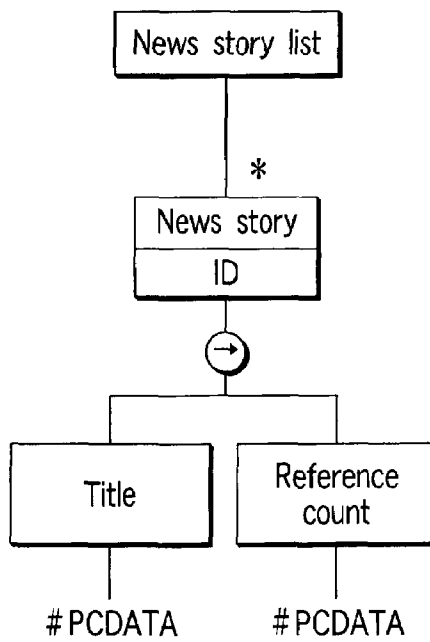 News story list
*
News story
ID
→
Title
Reference
count
#PCDATA
#PCDATA